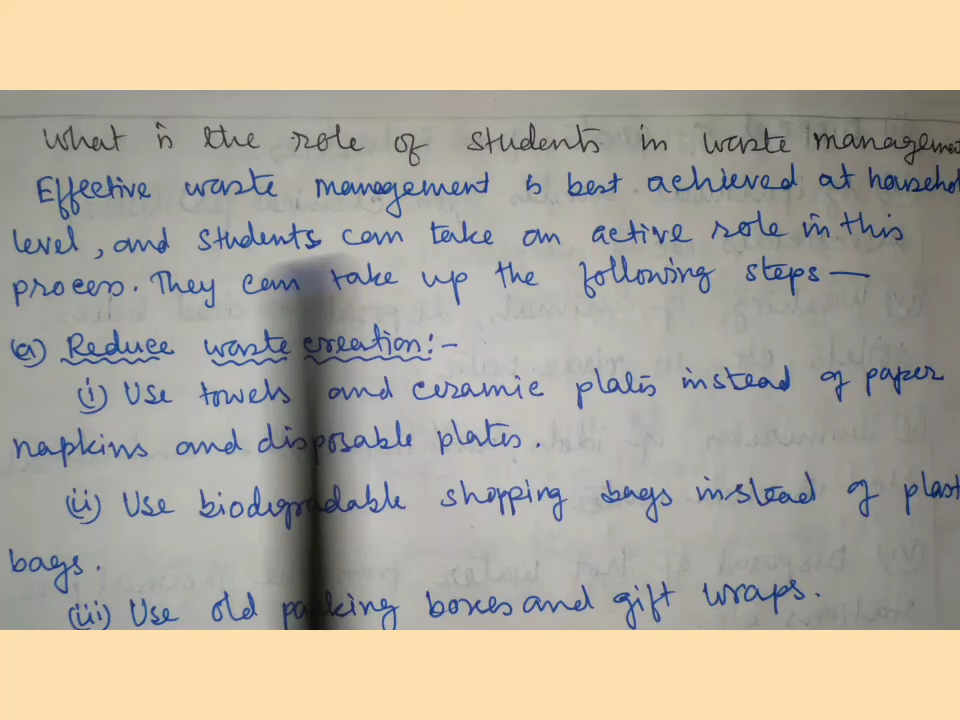 What is the role of students in waste managem
Effective waste management is best achieved at househol
level, and students can take an active role in this
process. They can take up the following steps —
(a) Reduce waste creation:-
(i) Use towels and ceramic plates instead of paper
napkins and disposable plates.
(ii) Use biodegradable shopping bags instead of plast
bags.
(iii) Use old packing boxes and gift wraps.